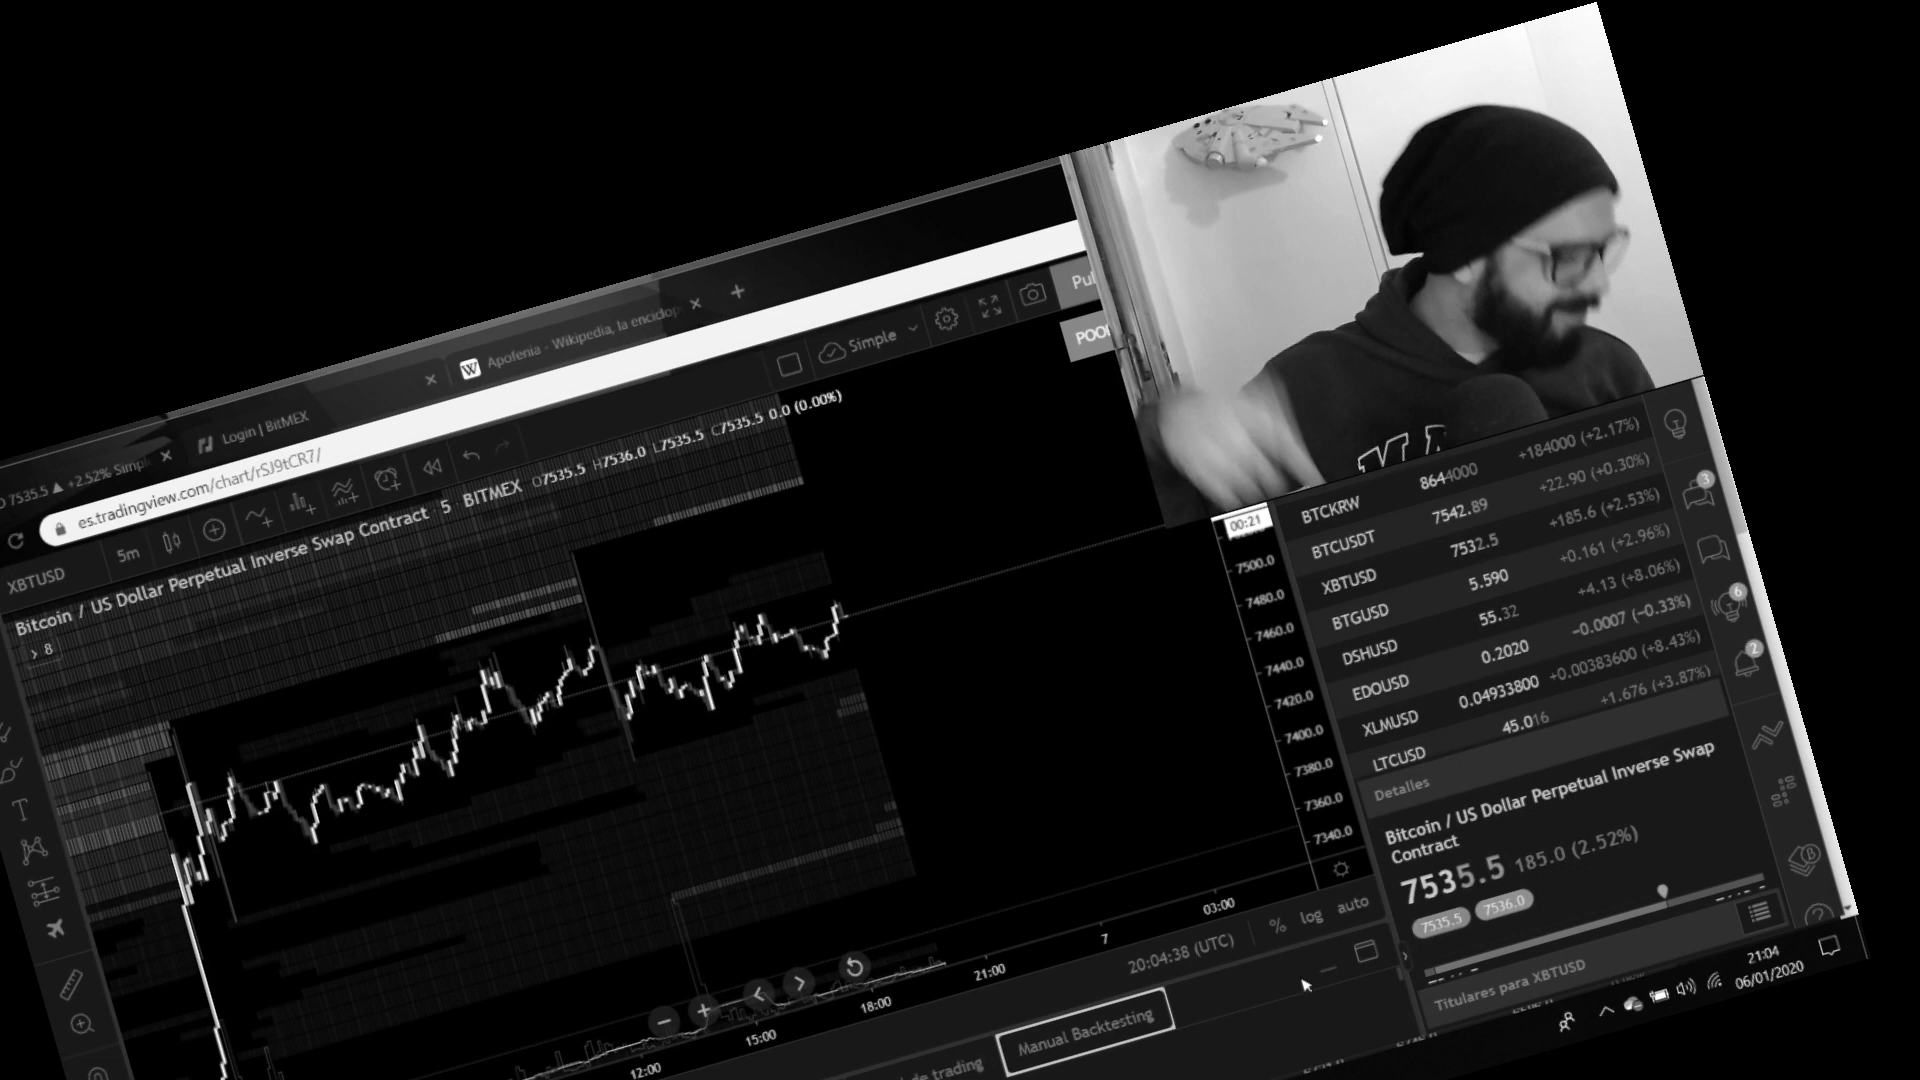 7535.5 ▲ +2.52% Simpl
Login | BitMEX
Apofenia - Wikipedia, la enciclop
es.tradingview.com/chart/rSJ9tCR7/
XBTUSD
5m
Simple
Bitcoin / US Dollar Perpetual Inverse Swap Contract 5 BITMEX O7535.5 H7536.0 L7535.5 C7535.5 0.0 (0.00%)
8
00:21
7500.0
7480.0
7460.0
7440.0
7420.0
7400.0
7380.0
7360.0
7340.0
12:00 15:00 18:00 21:00 7 03:00
20:04:38 (UTC) % log auto
de trading
Manual Backtesting
BTCKRW 8644000 +184000 (+2.17%)
BTCUSDT 7542.89 +22.90 (+0.30%)
XBTUSD 7532.5 +185.6 (+2.53%)
BTGUSD 5.590 +0.161 (+2.96%)
DSHUSD 55.32 +4.13 (+8.06%)
EDOUSD 0.2020 −0.0007 (−0.33%)
XLMUSD 0.04933800 +0.00383600 (+8.43%)
LTCUSD 45.016 +1.676 (+3.87%)
3
6
2
Detalles
Bitcoin / US Dollar Perpetual Inverse Swap
Contract
7535.5 185.0 (2.52%)
7535.5 7536.0
Titulares para XBTUSD
21:04
06/01/2020